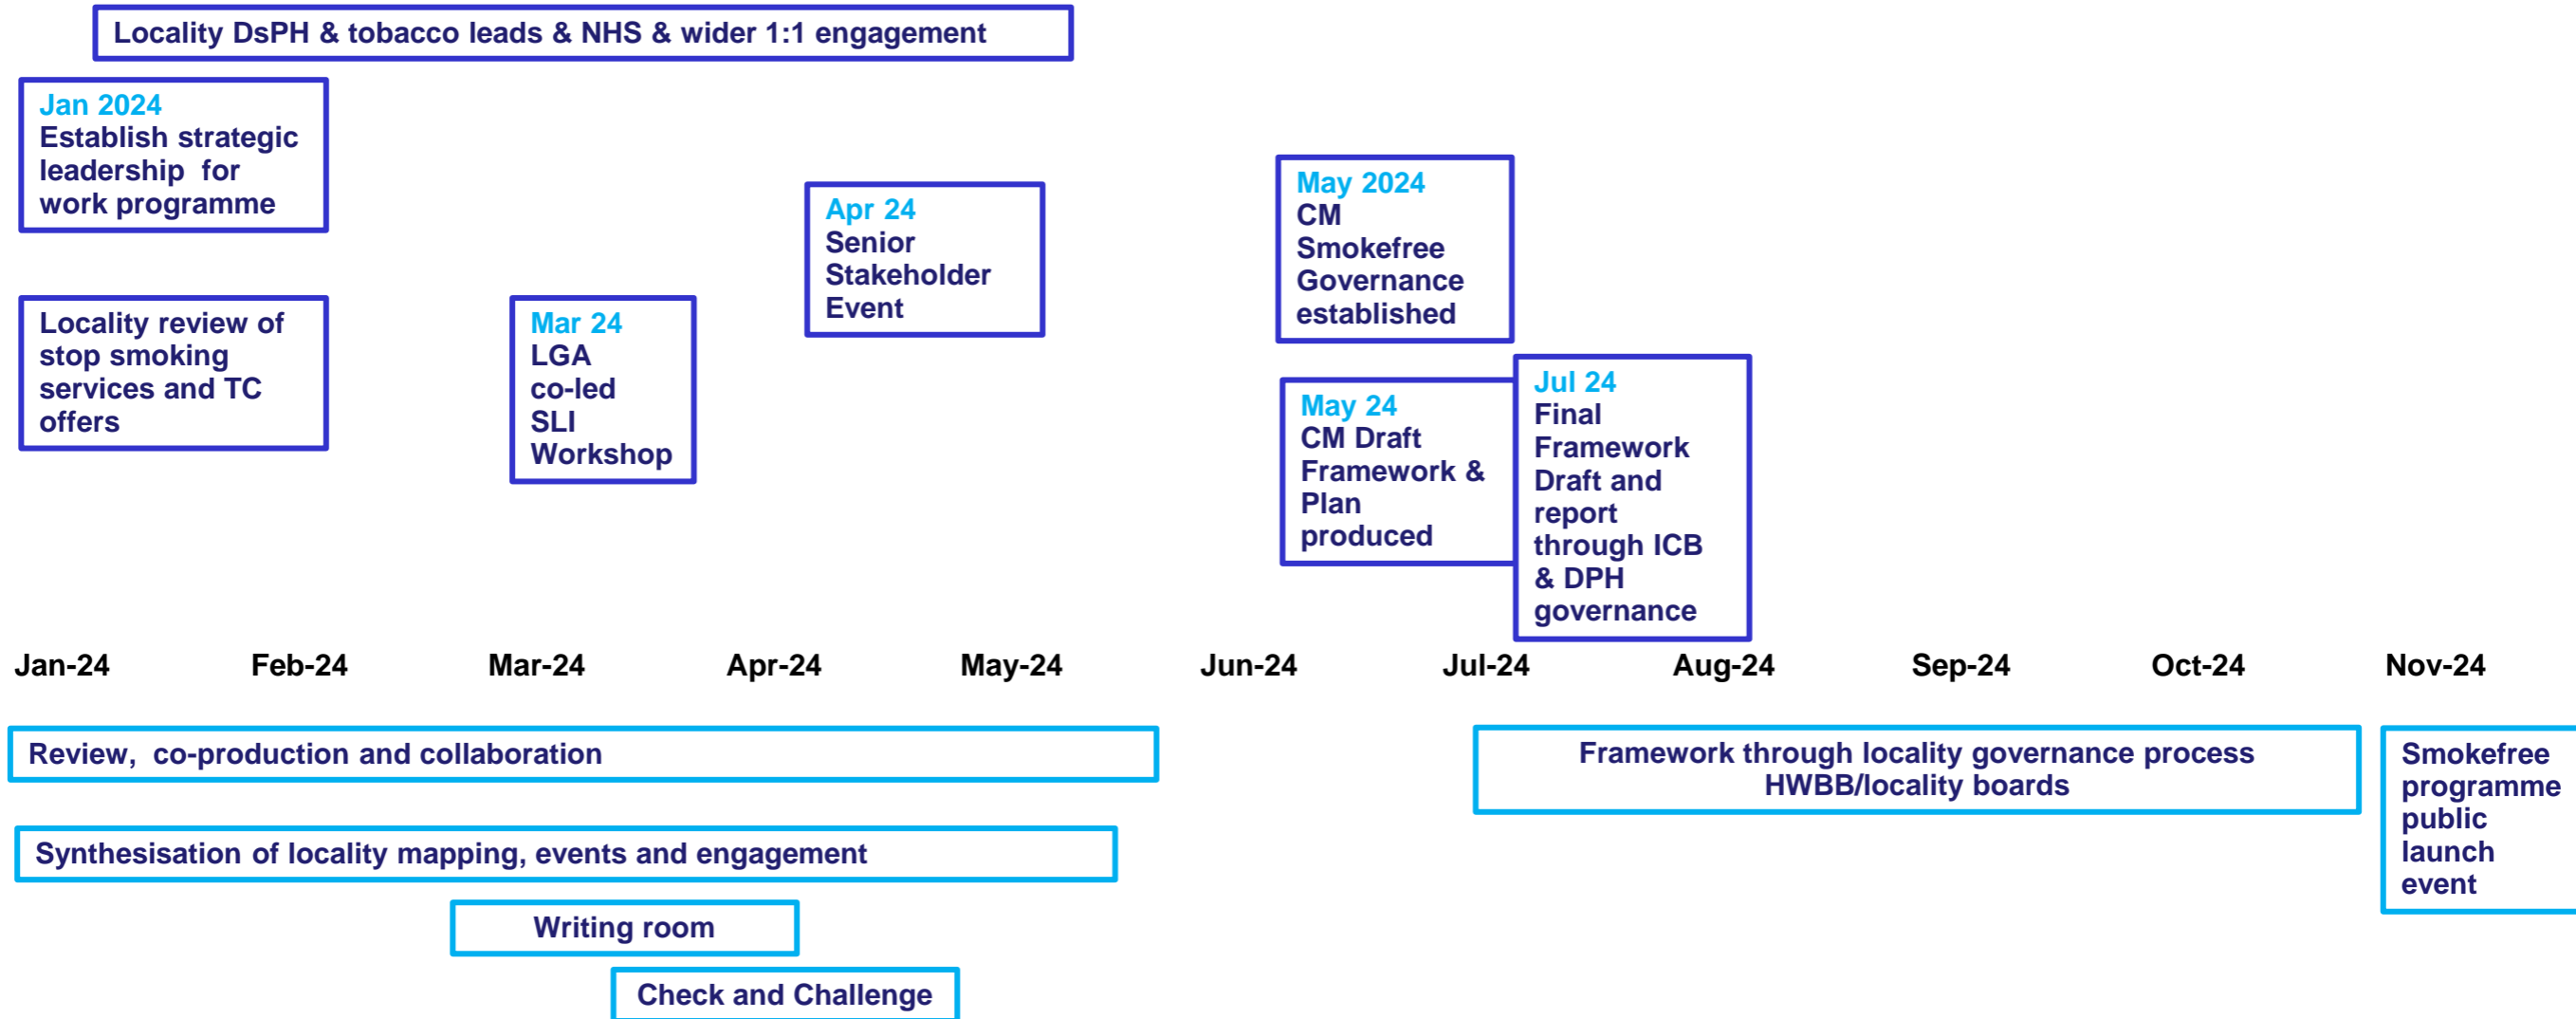 Locality DsPH & tobacco leads & NHS & wider 1:1 engagement
Jan 2024
Establish strategic
leadership for
work programme
Locality review of
stop smoking
services and TC
offers
Mar 24
LGA
co-led
SLI
Workshop
Apr 24
Senior
Stakeholder
Event
May 2024
CM
Smokefree
Governance
established
May 24
CM Draft
Framework &
Plan
produced
Jul 24
Final
Framework
Draft and
report
through ICB
& DPH
governance
Jan-24 Feb-24 Mar-24 Apr-24 May-24 Jun-24 Jul-24 Aug-24 Sep-24 Oct-24 Nov-24
Review, co-production and collaboration
Synthesisation of locality mapping, events and engagement
Writing room
Check and Challenge
Framework through locality governance process
HWBB/locality boards
Smokefree
programme
public
launch
event